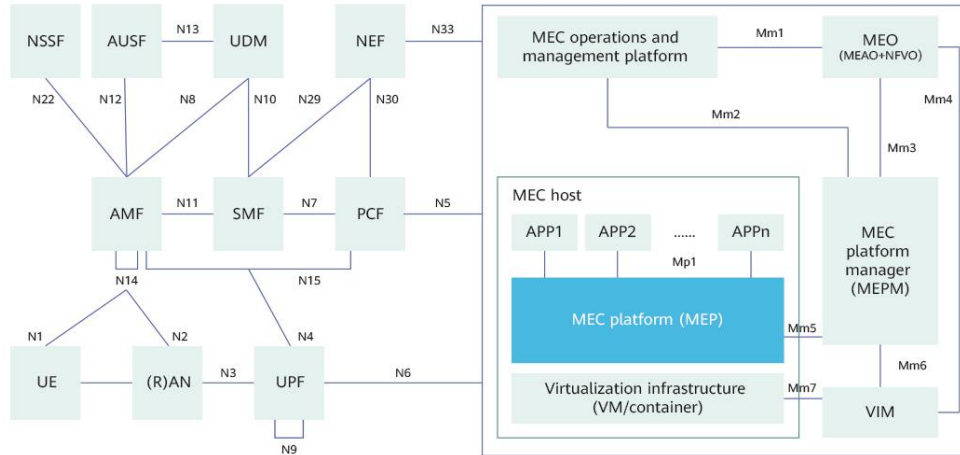 NSSF
AUSF
N13
UDM
NEF
N33
MEC operations and
management platform
Mm1
MEO
(MEAO+NFVO)
N22
N12
N8
N10
N29
N30
Mm2
Mm4
Mm3
AMF
N11
SMF
N7
PCF
N5
MEC host
APP1
APP2
......
APPn
Mp1
MEC
platform
manager
(MEPM)
N14
N15
MEC platform (MEP)
Mm5
N1
N2
N4
UE
(R)AN
N3
UPF
N6
Virtualization infrastructure
(VM/container)
Mm7
Mm6
VIM
N9